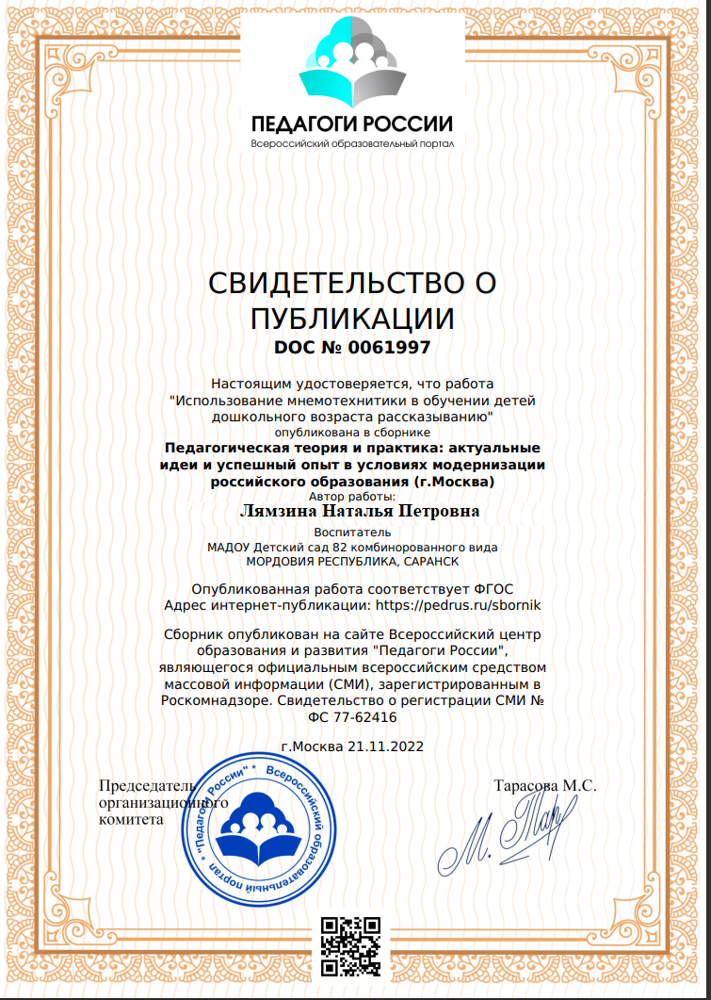 ПЕДАГОГИ РОССИИ
Всероссийский образовательный портал
СВИДЕТЕЛЬСТВО О
ПУБЛИКАЦИИ
DOC № 0061997
Настоящим удостоверяется, что работа
"Использование мнемотехнитики в обучении детей
дошкольного возраста рассказыванию"
опубликована в сборнике
Педагогическая теория и практика: актуальные
идеи и успешный опыт в условиях модернизации
российского образования (г.Москва)
Автор работы:
Лямзина Наталья Петровна
Воспитатель
МАДОУ Детский сад 82 комбинорованного вида
МОРДОВИЯ РЕСПУБЛИКА, САРАНСК
Опубликованная работа соответствует ФГОС
Адрес интернет-публикации: https://pedrus.ru/sbornik
Сборник опубликован на сайте Всероссийский центр
образования и развития "Педагоги России",
являющегося официальным всероссийским средством
массовой информации (СМИ), зарегистрированным в
Роскомнадзоре. Свидетельство о регистрации СМИ №
ФС 77-62416
г.Москва 21.11.2022
Председатель
организационного
комитета
Тарасова М.С.
* "Педагоги России" * Всероссийский образовательный портал
М. Тар